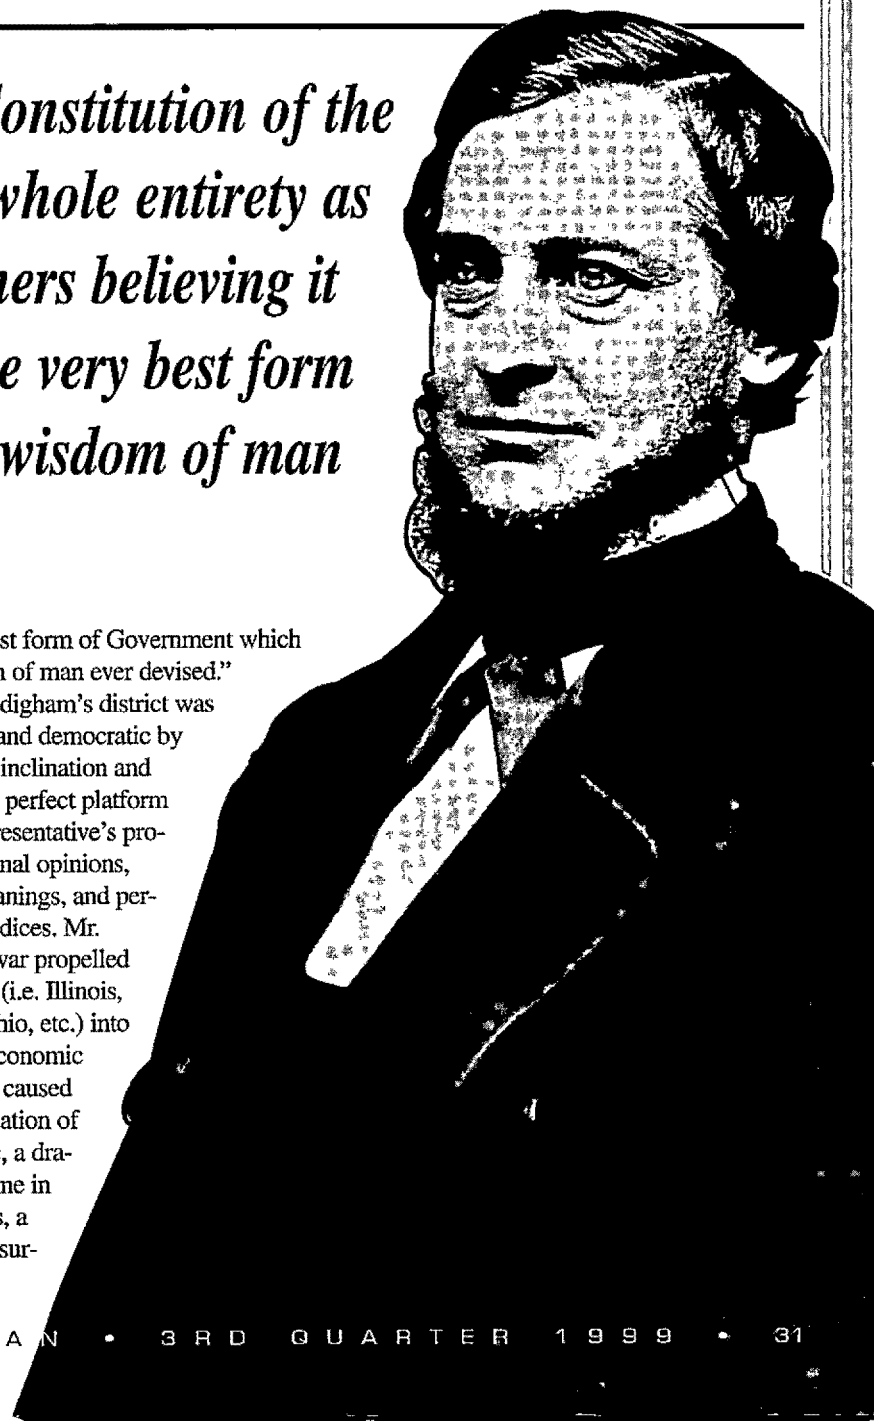 onstitution of the
whole entirety as
ers believing it
e very best form
wisdom of man
st form of Government which
of man ever devised."
digham's district was
and democratic by
inclination and
perfect platform
resentative's pro-
nal opinions,
anings, and per-
dices. Mr.
war propelled
(i.e. Illinois,
hio, etc.) into
conomic
caused
ation of
, a dra-
me in
s, a
sur-
A N • 3 R D Q U A R T E R 1 9 9 9 • 31